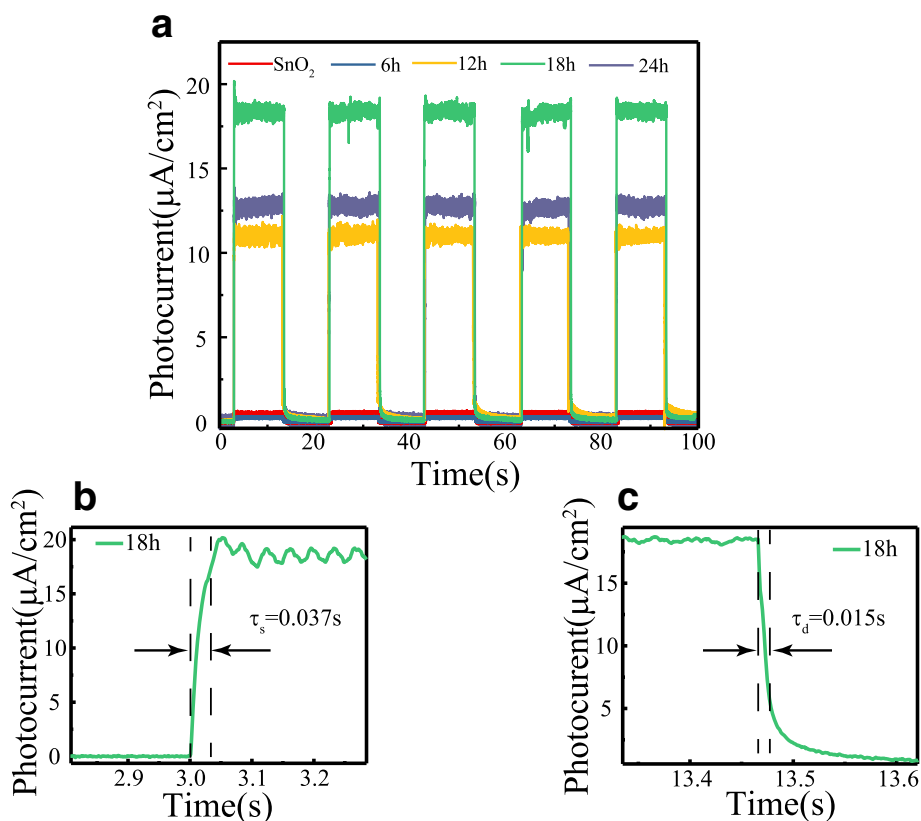 a
SnO₂ 6h 12h 18h 24h
Photocurrent(μA/cm²)
20
15
10
5
0
0 20 40 60 80 100
Time(s)
b
Photocurrent(μA/cm²)
18h
20
15
10
5
0
τₛ=0.037s
2.9 3.0 3.1 3.2
Time(s)
c
Photocurrent(μA/cm²)
18h
15
10
5
τd=0.015s
13.4 13.5 13.6
Time(s)